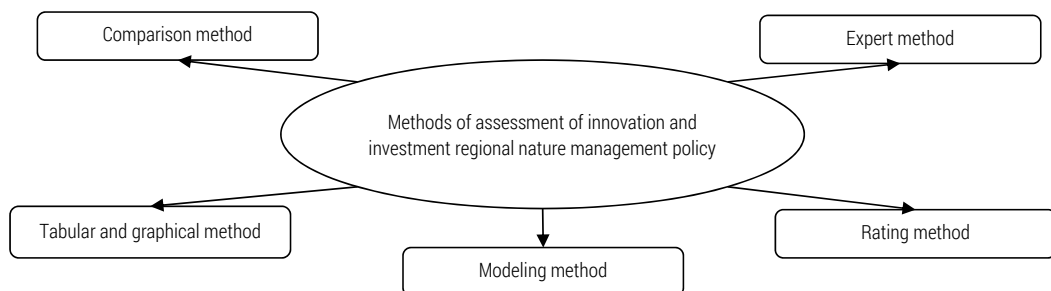 Comparison method
Expert method
Methods of assessment of innovation and
investment regional nature management policy
Tabular and graphical method
Rating method
Modeling method